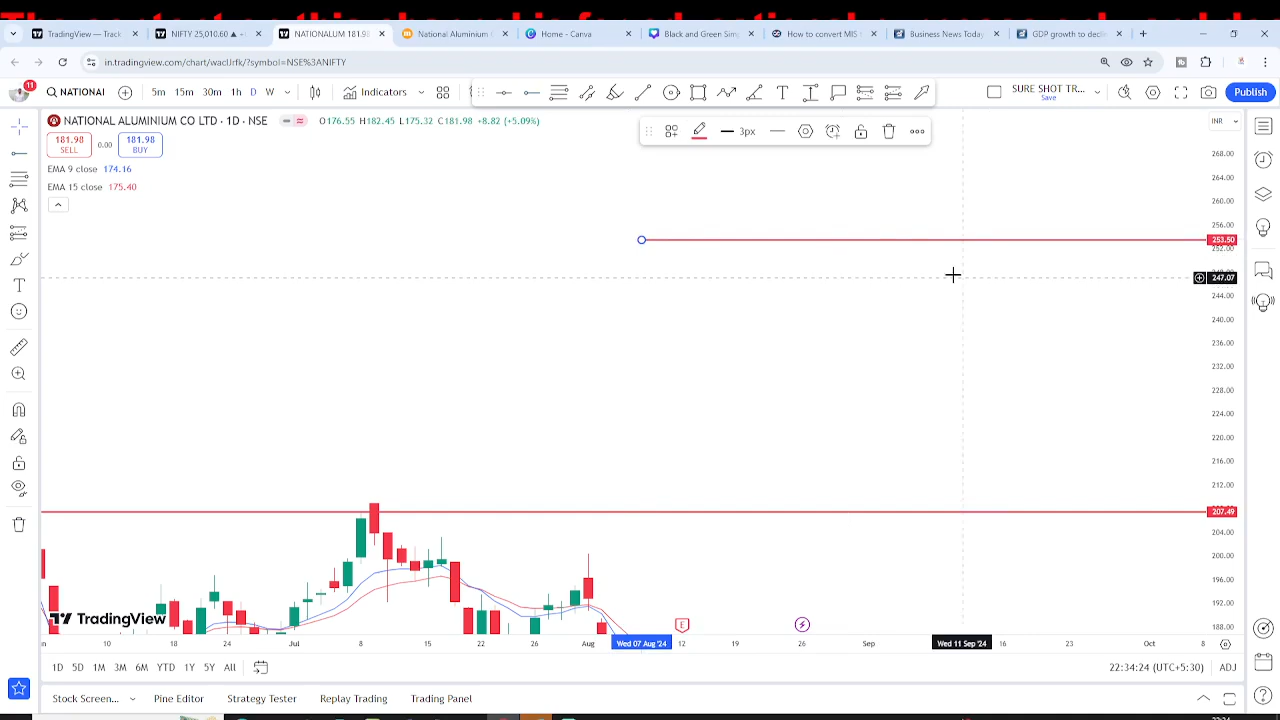 TradingView — Track
NIFTY 25,010.60 ▲
NATIONALUM 181.98
National Aluminium
Home - Canva
Black and Green Sim
How to convert MIS
Business News Today
GDP growth to decli
in.tradingview.com/chart/wacUrfk/?symbol=NSE%3ANIFTY
11
NATIONAL
5m 15m 30m 1h D W
Indicators
SURE SHOT TR...
Save
Publish
NATIONAL ALUMINIUM CO LTD · 1D · NSE
O176.55 H182.45 L175.32 C181.98 +8.82 (+5.09%)
3px
INR
181.98 0.00 181.98
SELL BUY
EMA 9 close 174.16
EMA 15 close 175.40
268.00
264.00
260.00
256.00
253.50
252.00
247.07
244.00
240.00
236.00
232.00
228.00
224.00
220.00
216.00
212.00
207.49
204.00
200.00
196.00
192.00
188.00
TradingView
10 18 24 Jul 8 15 22 26 Aug Wed 07 Aug '24 12 19 26 Sep Wed 11 Sep '24 16 23 Oct 8
E
1D 5D 1M 3M 6M YTD 1Y 5Y All
22:34:24 (UTC+5:30) ADJ
Stock Screen... Pine Editor Strategy Tester Replay Trading Trading Panel